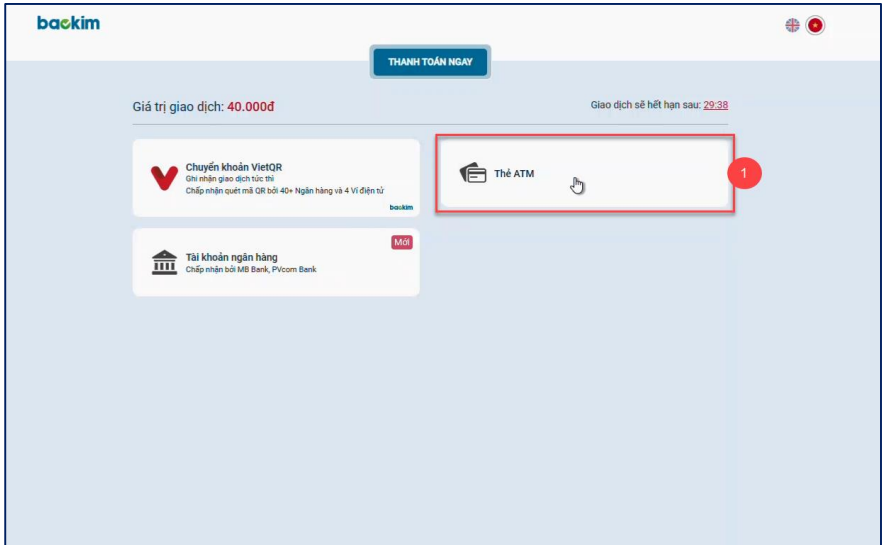 baokim
THANH TOÁN NGAY
Giá trị giao dịch: 40.000đ
Giao dịch sẽ hết hạn sau: 29:38
Chuyển khoản VietQR
Ghi nhận giao dịch tức thì
Chấp nhận quét mã QR bởi 40+ Ngân hàng và 4 Ví điện tử
baokim
Thẻ ATM
1
Mới
Tài khoản ngân hàng
Chấp nhận bởi MB Bank, PVcom Bank